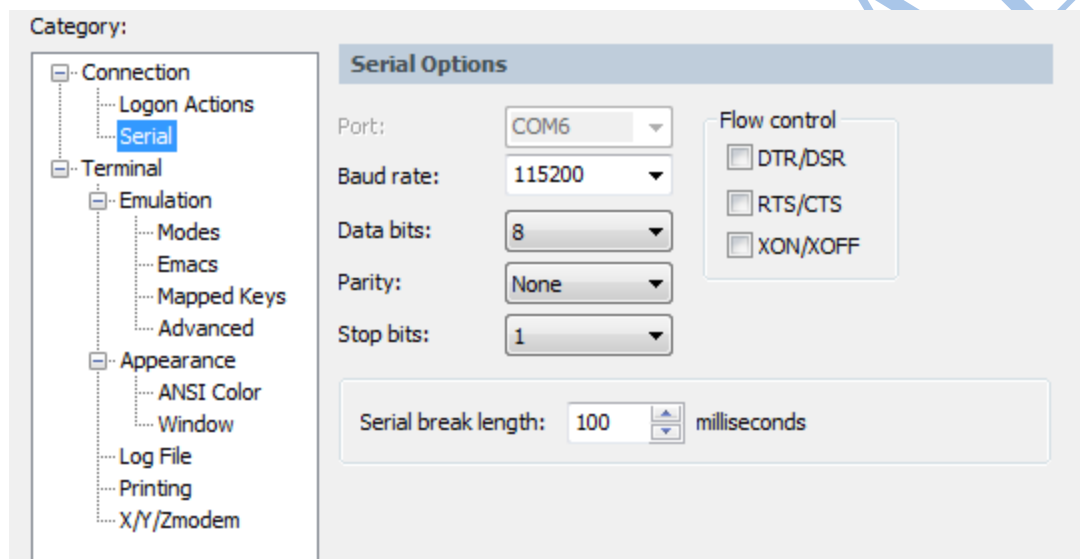 Category:
Connection
Logon Actions
Serial
Terminal
Emulation
Modes
Emacs
Mapped Keys
Advanced
Appearance
ANSI Color
Window
Log File
Printing
X/Y/Zmodem
Serial Options
Port: COM6
Baud rate: 115200
Data bits: 8
Parity: None
Stop bits: 1
Flow control
DTR/DSR
RTS/CTS
XON/XOFF
Serial break length: 100 milliseconds